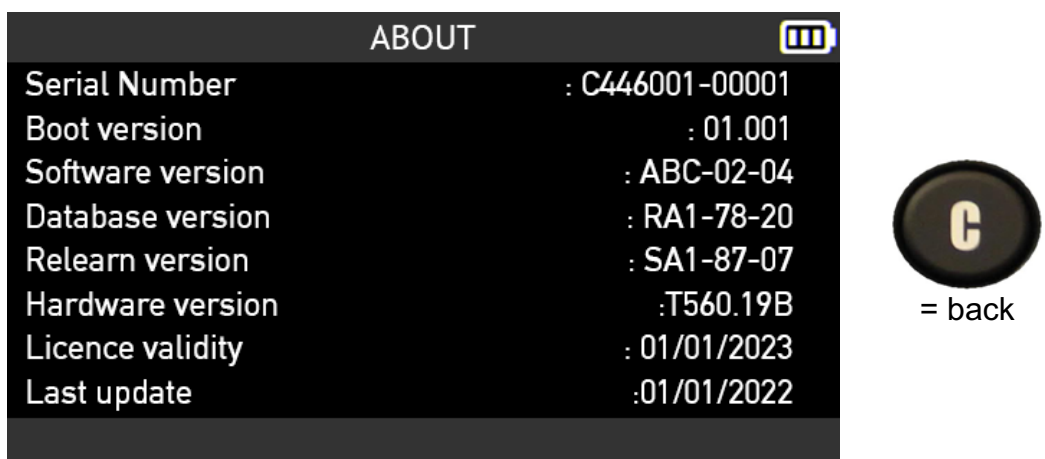 ABOUT
Serial Number : C446001-00001
Boot version : 01.001
Software version : ABC-02-04
Database version : RA1-78-20
Relearn version : SA1-87-07
Hardware version :T560.19B
Licence validity : 01/01/2023
Last update :01/01/2022
C
= back